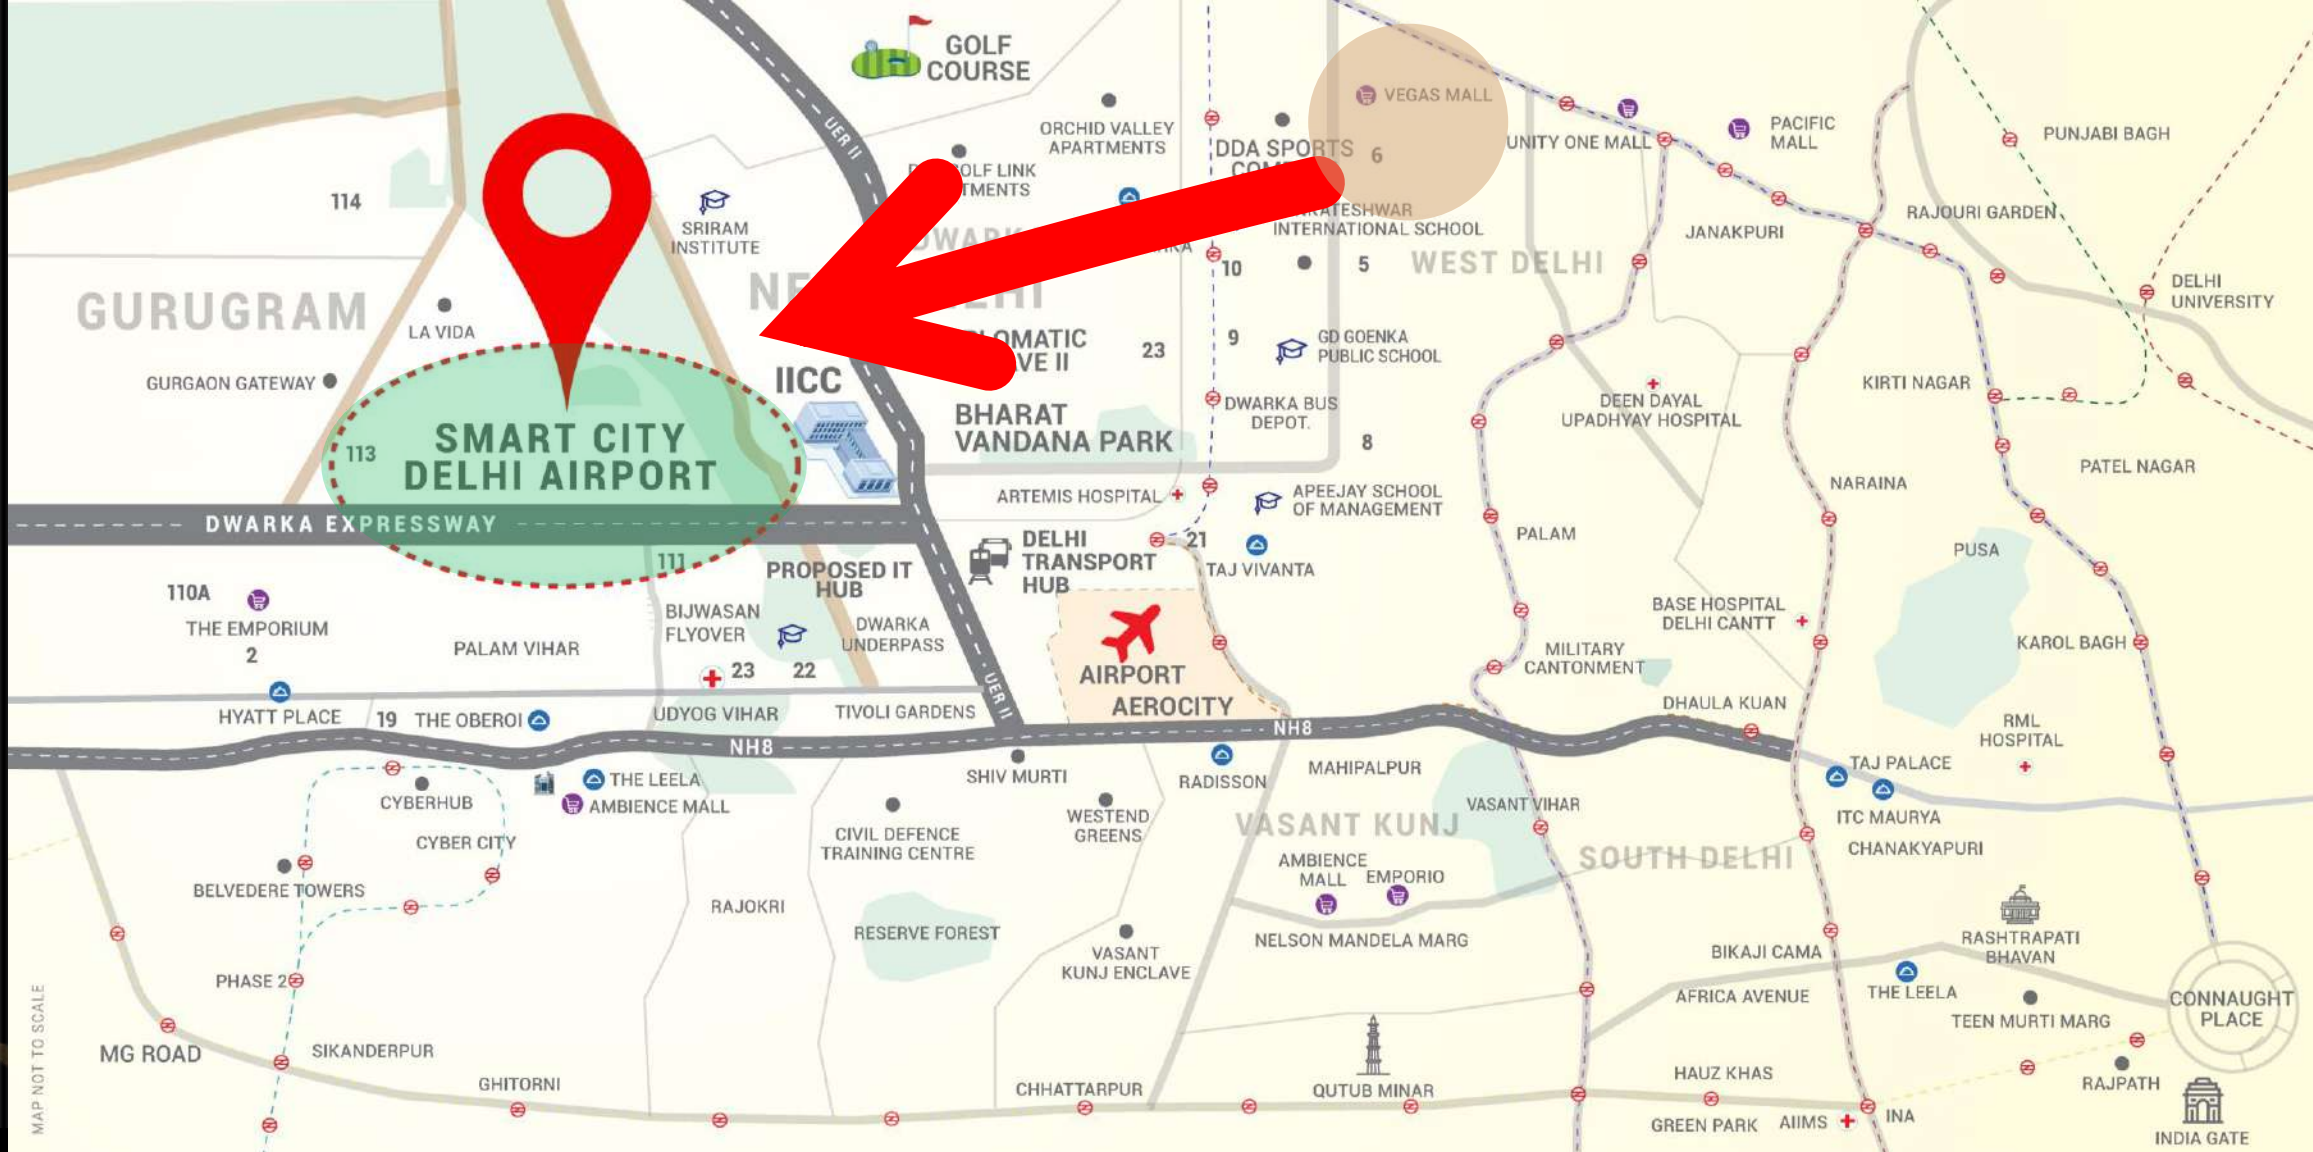 GOLF
COURSE
UER II
ORCHID VALLEY
APARTMENTS
DDA SPORTS
VEGAS MALL
6
UNITY ONE MALL
PACIFIC
MALL
PUNJABI BAGH
114
SRIRAM
INSTITUTE
GOLF LINK
INTERNATIONAL SCHOOL
RAJOURI GARDEN
JANAKPURI
10
5
WEST DELHI
DELHI
UNIVERSITY
GURUGRAM
LA VIDA
GURGAON GATEWAY
IICC
23
9
GD GOENKA
PUBLIC SCHOOL
KIRTI NAGAR
BHARAT
VANDANA PARK
DWARKA BUS
DEPOT.
8
DEEN DAYAL
UPADHYAY HOSPITAL
113
SMART CITY
DELHI AIRPORT
PATEL NAGAR
NARAINA
ARTEMIS HOSPITAL
APEEJAY SCHOOL
OF MANAGEMENT
DWARKA EXPRESSWAY
PALAM
PUSA
111
PROPOSED IT
HUB
DELHI
TRANSPORT
HUB
21
TAJ VIVANTA
110A
THE EMPORIUM
2
PALAM VIHAR
BIJWASAN
FLYOVER
DWARKA
UNDERPASS
23
22
BASE HOSPITAL
DELHI CANTT
KAROL BAGH
MILITARY
CANTONMENT
AIRPORT
AEROCITY
UER II
DHAULA KUAN
HYATT PLACE
19
THE OBEROI
UDYOG VIHAR
TIVOLI GARDENS
NH8
NH8
RML
HOSPITAL
SHIV MURTI
RADISSON
MAHIPALPUR
TAJ PALACE
THE LEELA
AMBIENCE MALL
CYBERHUB
CYBER CITY
CIVIL DEFENCE
TRAINING CENTRE
WESTEND
GREENS
VASANT KUNJ
VASANT VIHAR
ITC MAURYA
CHANAKYAPURI
SOUTH DELHI
AMBIENCE
MALL
EMPORIO
BELVEDERE TOWERS
RAJOKRI
RESERVE FOREST
NELSON MANDELA MARG
VASANT
KUNJ ENCLAVE
BIKAJI CAMA
RASHTRAPATI
BHAVAN
PHASE 2
AFRICA AVENUE
THE LEELA
TEEN MURTI MARG
CONNAUGHT
PLACE
MG ROAD
SIKANDERPUR
GHITORNI
CHHATTARPUR
QUTUB MINAR
HAUZ KHAS
GREEN PARK
AIIMS
INA
RAJPATH
INDIA GATE
MAP NOT TO SCALE